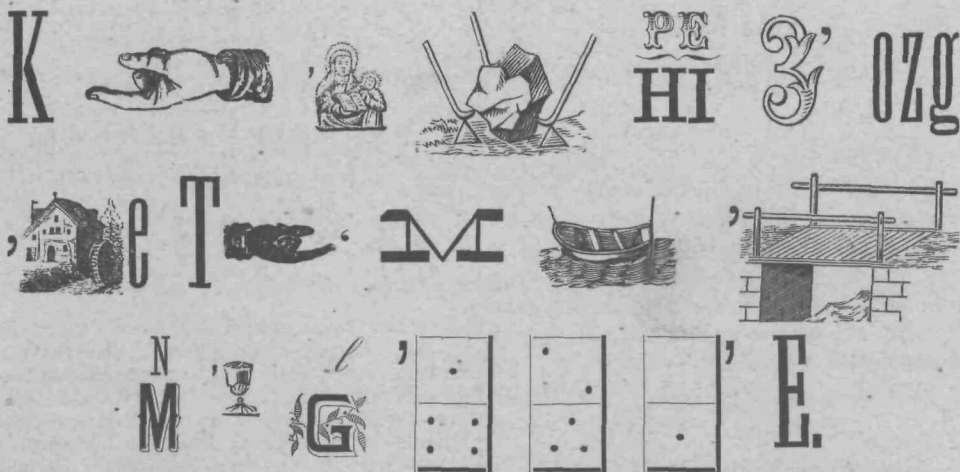 K ’ PE 3’ ozg
HI
’ e T ‘ M ’
N ’ l ’ ’ E.
M G